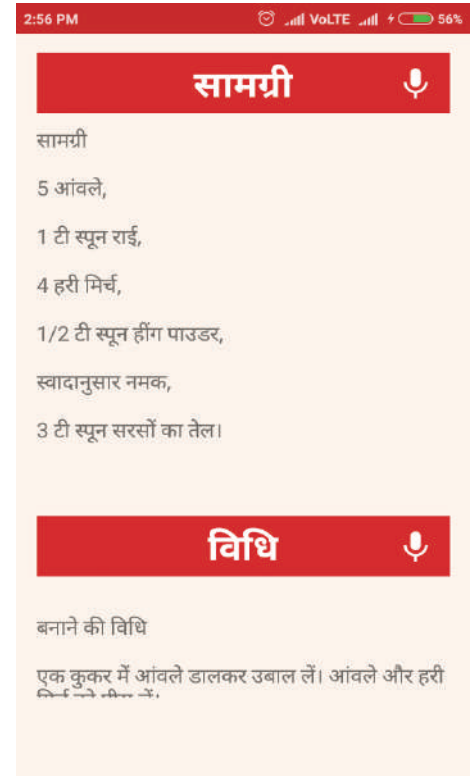 2:56 PM VoLTE 56%
सामग्री
सामग्री
5 आंवले,
1 टी स्पून राई,
4 हरी मिर्च,
1/2 टी स्पून हींग पाउडर,
स्वादानुसार नमक,
3 टी स्पून सरसों का तेल।
विधि
बनाने की विधि
एक कुकर में आंवले डालकर उबाल लें। आंवले और हरी